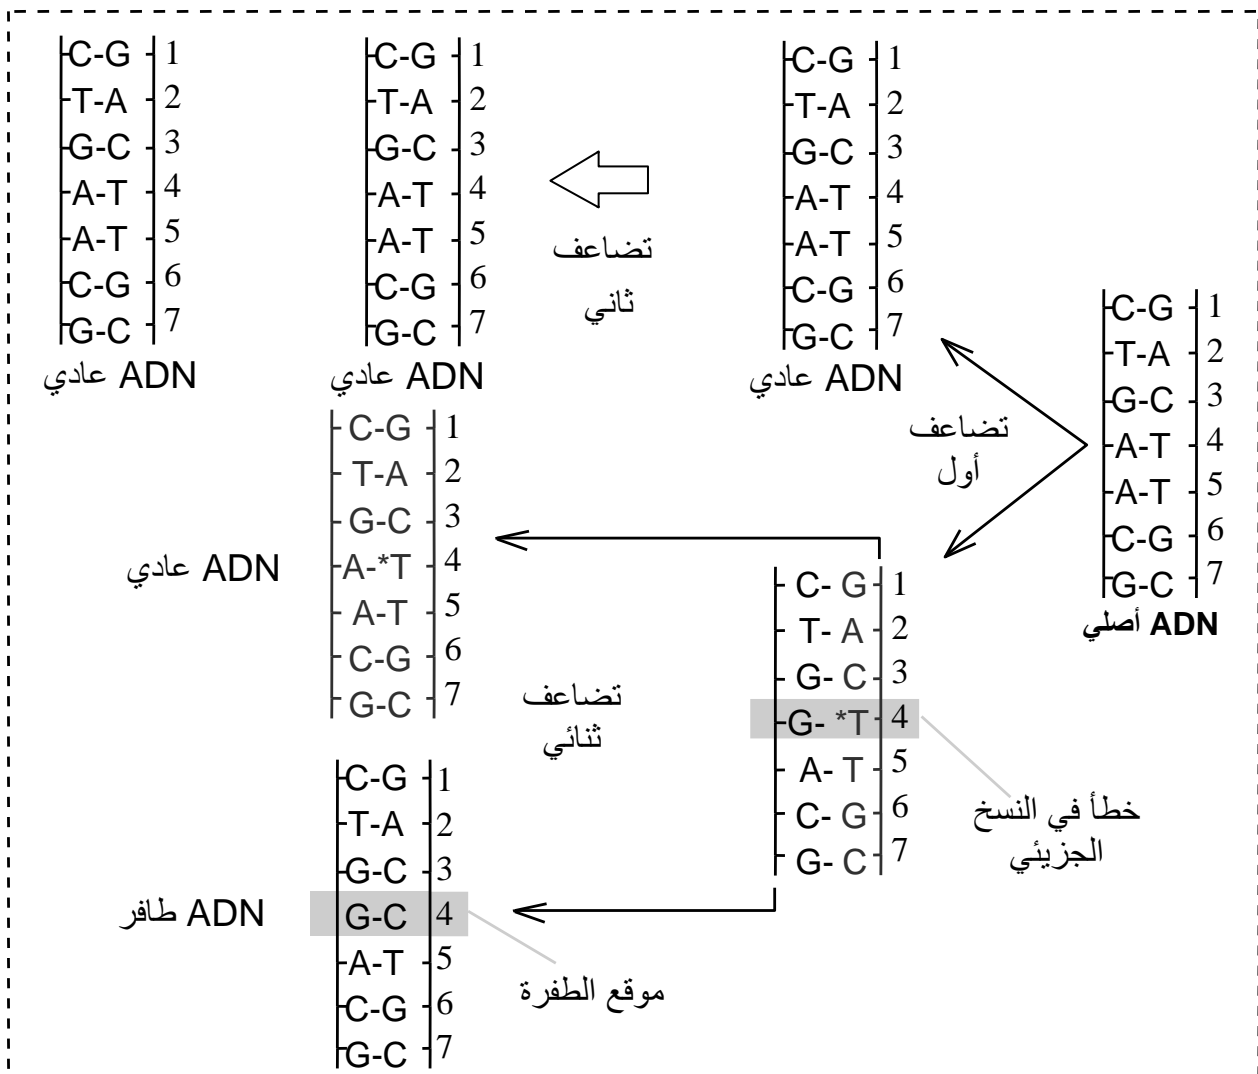 C-G 1
T-A 2
G-C 3
A-T 4
A-T 5
C-G 6
G-C 7
ADN عادي
C-G 1
T-A 2
G-C 3
A-T 4
A-T 5
C-G 6
G-C 7
ADN عادي
تضاعف
ثاني
C-G 1
T-A 2
G-C 3
A-T 4
A-T 5
C-G 6
G-C 7
ADN عادي
C-G 1
T-A 2
G-C 3
A-T 4
A-T 5
C-G 6
G-C 7
ADN أصلي
تضاعف
أول
C-G 1
T-A 2
G-C 3
A-*T 4
A-T 5
C-G 6
G-C 7
ADN عادي
C- G 1
T- A 2
G- C 3
G- *T 4
A- T 5
C- G 6
G- C 7
خطأ في النسخ
الجزيئي
تضاعف
ثنائي
C-G 1
T-A 2
G-C 3
G-C 4
A-T 5
C-G 6
G-C 7
ADN طافر
موقع الطفرة